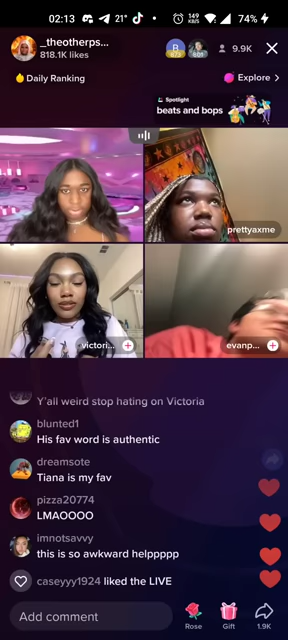 02:13
21°
149
KB/S
74%
_theotherps...
818.1K likes
9.9K
Daily Ranking
Explore >
Spotlight
beats and bops
prettyaxme
victori...
evanp...
Y'all weird stop hating on Victoria
blunted1
His fav word is authentic
dreamsote
Tiana is my fav
pizza20774
LMAOOOO
imnotsavvy
this is so awkward helppppp
caseyyy1924 liked the LIVE
Add comment
Rose
Gift
1.9K